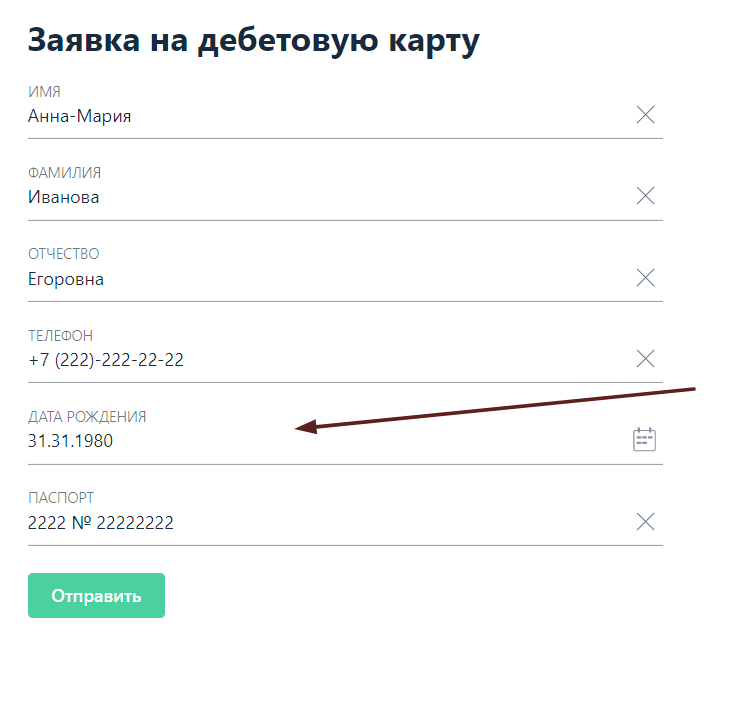 Заявка на дебетовую карту
ИМЯ
Анна-Мария
ФАМИЛИЯ
Иванова
ОТЧЕСТВО
Егоровна
ТЕЛЕФОН
+7 (222)-222-22-22
ДАТА РОЖДЕНИЯ
31.31.1980
ПАСПОРТ
2222 № 22222222
Отправить